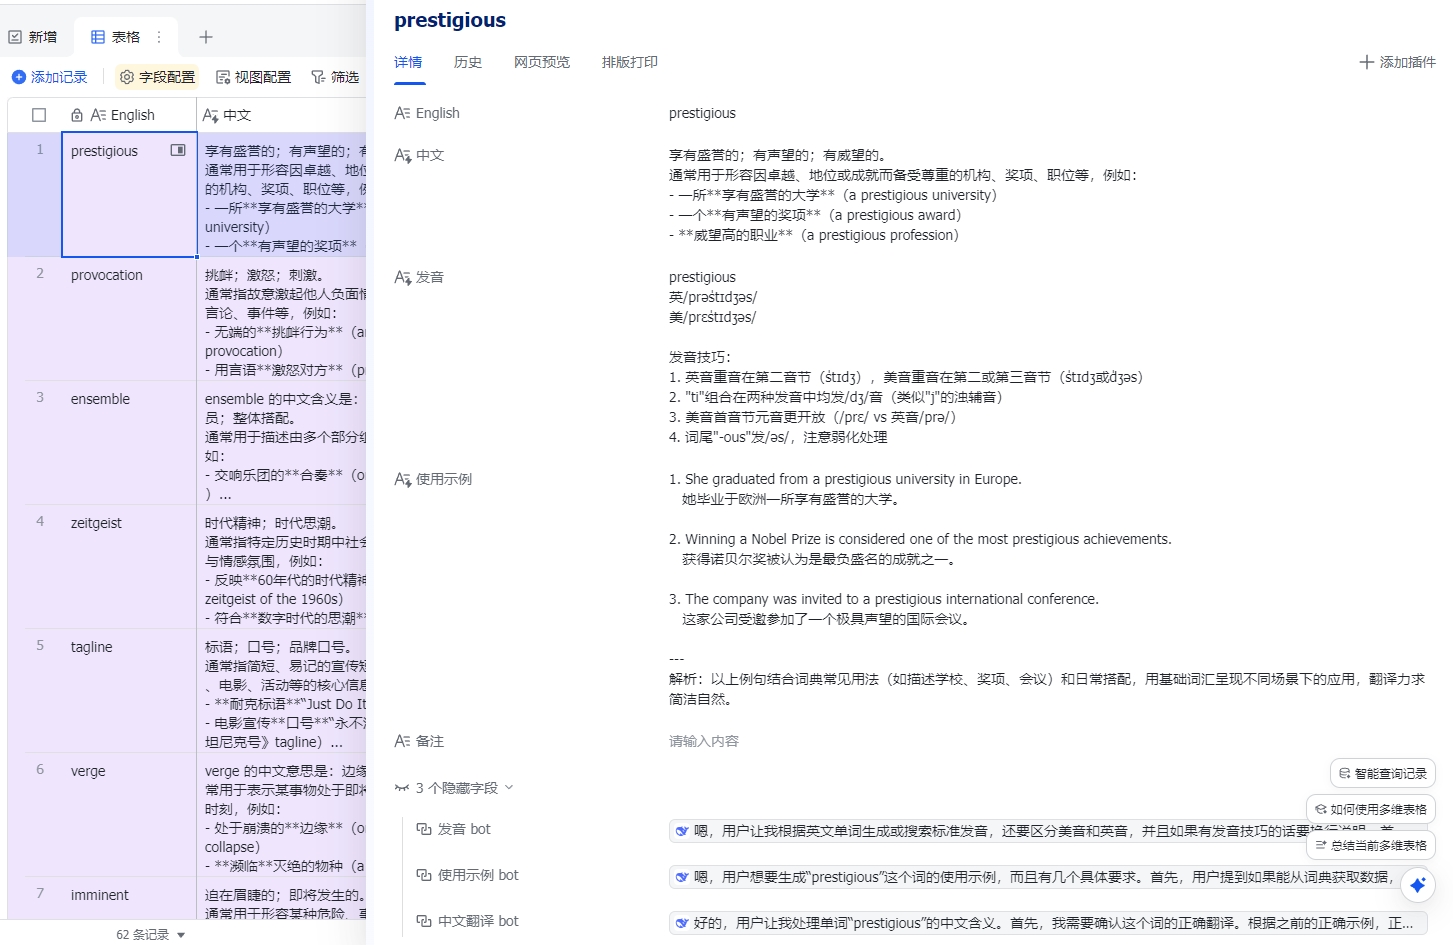 新增
表格
添加记录
字段配置
视图配置
筛选
English
中文
1
prestigious
享有盛誉的；有声望的；
通常用于形容因卓越、地位
的机构、奖项、职位等，
- 一所**享有盛誉的大学**
university）
- 一个**有声望的奖项**
2
provocation
挑衅；激怒；刺激。
通常指故意激起他人负面情
言论、事件等，例如：
- 无端的**挑衅行为**（a
provocation）
- 用言语**激怒对方**（p
3
ensemble
ensemble 的中文含义是：
员；整体搭配。
通常用于描述由多个部分组
如：
- 交响乐团的**合奏**（o
）...
4
zeitgeist
时代精神；时代思潮。
通常指特定历史时期中社会
与情感氛围，例如：
- 反映**60年代的时代精神
zeitgeist of the 1960s)
- 符合**数字时代的思潮**
5
tagline
标语；口号；品牌口号。
通常指简短、易记的宣传短
、电影、活动等的核心信息
- **耐克标语**“Just Do It
- 电影宣传**口号**“永不
坦尼克号》tagline）...
6
verge
verge 的中文意思是：边缘
常用于表示某事物处于即将
时刻，例如：
- 处于崩溃的**边缘**（o
collapse）
- **濒临**灭绝的物种（a
7
imminent
迫在眉睫的；即将发生的。
通常用于形容某种危险、事
62 条记录
prestigious
详情
历史
网页预览
排版打印
添加插件
English
prestigious
中文
享有盛誉的；有声望的；有威望的。
通常用于形容因卓越、地位或成就而备受尊重的机构、奖项、职位等，例如：
- 一所**享有盛誉的大学**（a prestigious university）
- 一个**有声望的奖项**（a prestigious award）
- **威望高的职业**（a prestigious profession）
发音
prestigious
英/prəˈstɪdʒəs/
美/prɛˈstɪdʒəs/
发音技巧：
1. 英音重音在第二音节（ˈstɪdʒ），美音重音在第二或第三音节（ˈstɪdʒ或ˈdʒəs）
2. "ti"组合在两种发音中均发/dʒ/音（类似"j"的浊辅音）
3. 美音首音节元音更开放（/prɛ/ vs 英音/prə/）
4. 词尾"-ous"发/əs/，注意弱化处理
使用示例
1. She graduated from a prestigious university in Europe.
她毕业于欧洲一所享有盛誉的大学。
2. Winning a Nobel Prize is considered one of the most prestigious achievements.
获得诺贝尔奖被认为是最负盛名的成就之一。
3. The company was invited to a prestigious international conference.
这家公司受邀参加了一个极具声望的国际会议。
---
解析：以上例句结合词典常见用法（如描述学校、奖项、会议）和日常搭配，用基础词汇呈现不同场景下的应用，翻译力求
简洁自然。
备注
请输入内容
3 个隐藏字段
发音 bot
嗯，用户让我根据英文单词生成或搜索标准发音，还要区分美音和英音，并且如果有发音技巧的话要换行说明。首
使用示例 bot
嗯，用户想要生成“prestigious”这个词的使用示例，而且有几个具体要求。首先，用户提到如果能从词典获取数据，
中文翻译 bot
好的，用户让我处理单词“prestigious”的中文含义。首先，我需要确认这个词的正确翻译。根据之前的正确示例，正...
智能查询记录
如何使用多维表格
总结当前多维表格